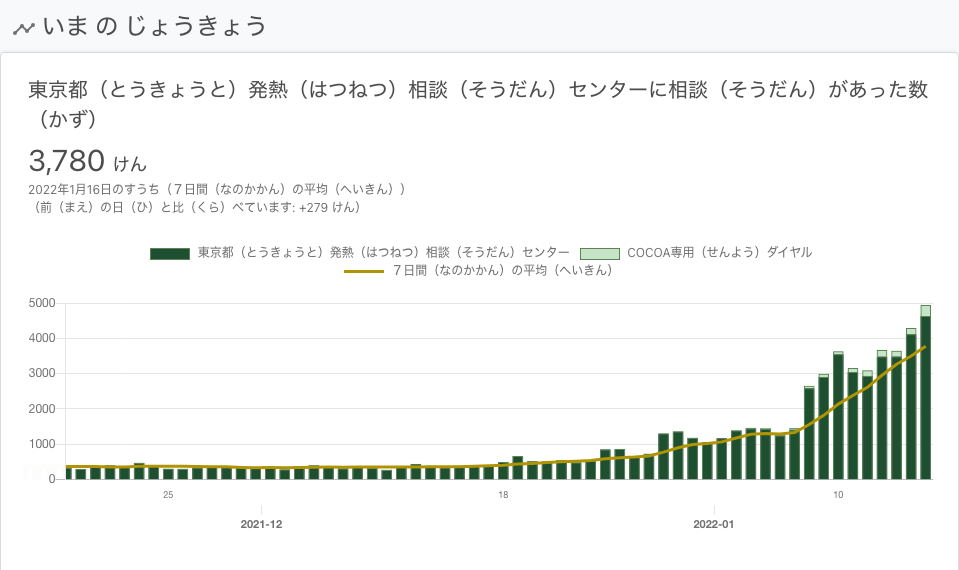 いま の じょうきょう
東京都（とうきょうと）発熱（はつねつ）相談（そうだん）センターに相談（そうだん）があった数
（かず）
3,780 けん
2022年1月16日のすうち（７日間（なのかかん）の平均（へいきん））
（前（まえ）の日（ひ）と比（くら）べています: +279 けん）
東京都（とうきょうと）発熱（はつねつ）相談（そうだん）センター COCOA専用（せんよう）ダイヤル
７日間（なのかかん）の平均（へいきん）
5000
4000
3000
2000
1000
0
25 18 10
2021-12 2022-01